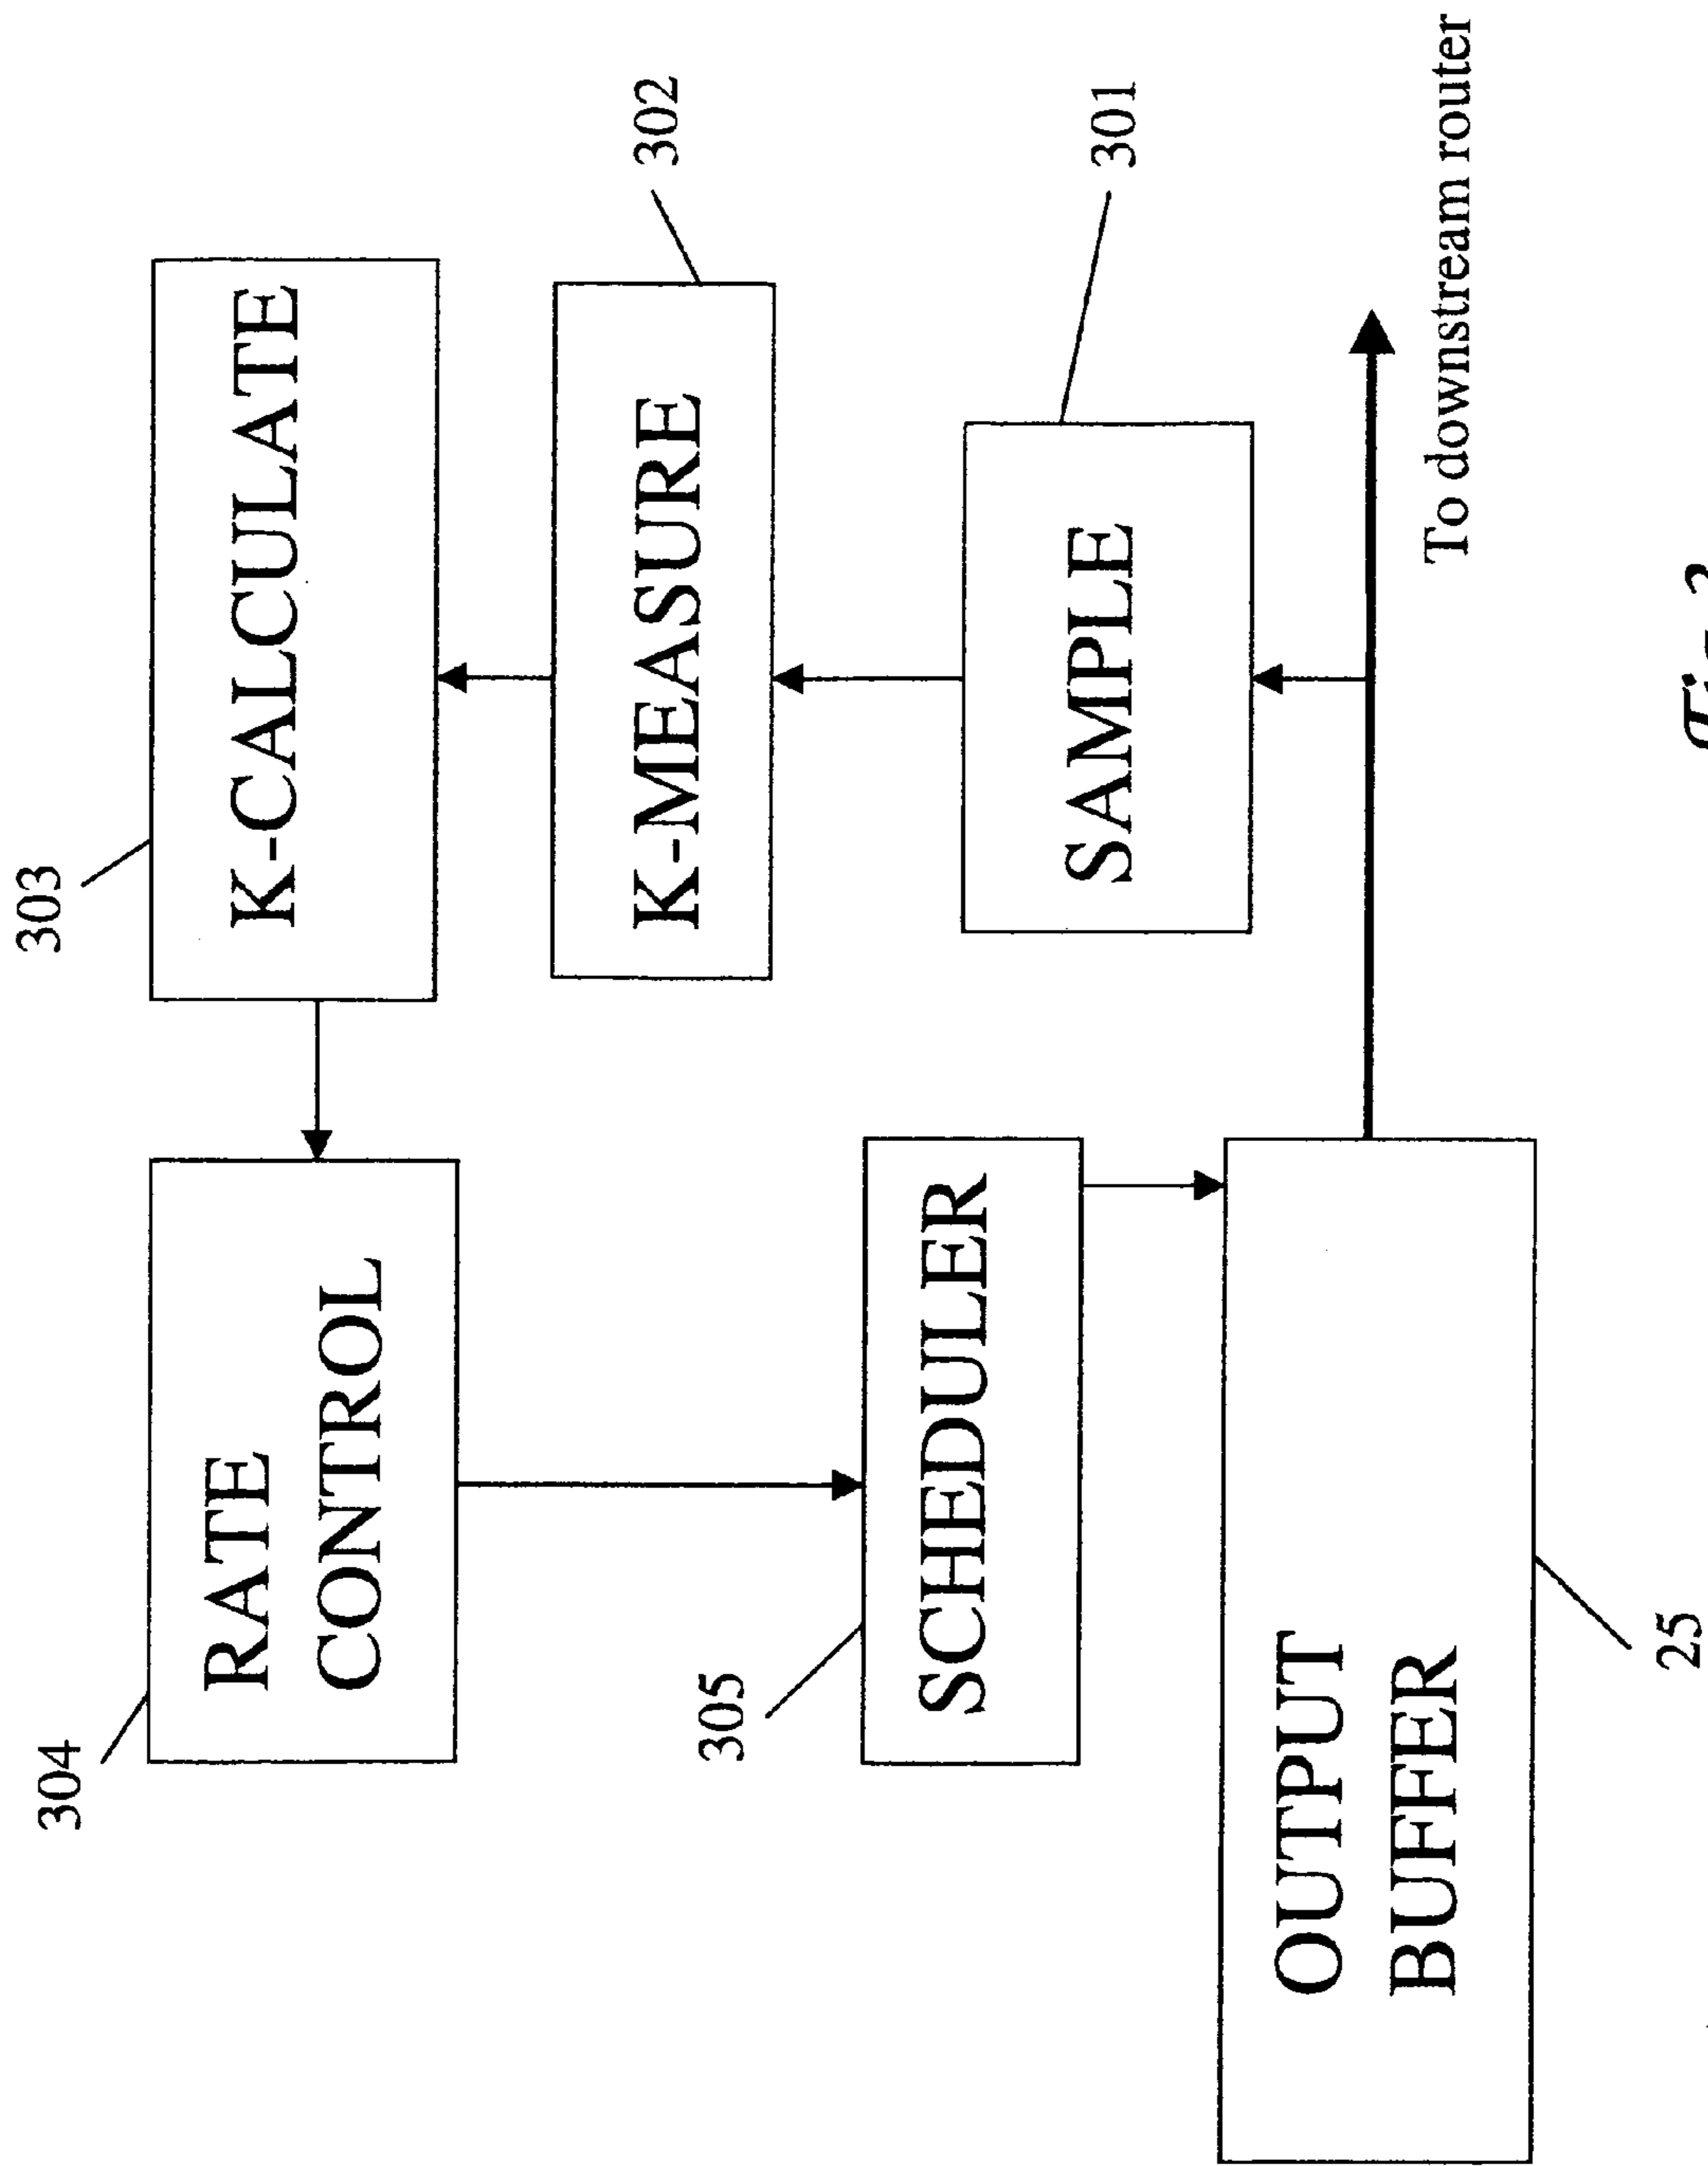 304
303
RATE
CONTROL
K-CALCULATE
305
K-MEASURE
302
SCHEDULER
SAMPLE
301
OUTPUT
BUFFER
To downstream router
25